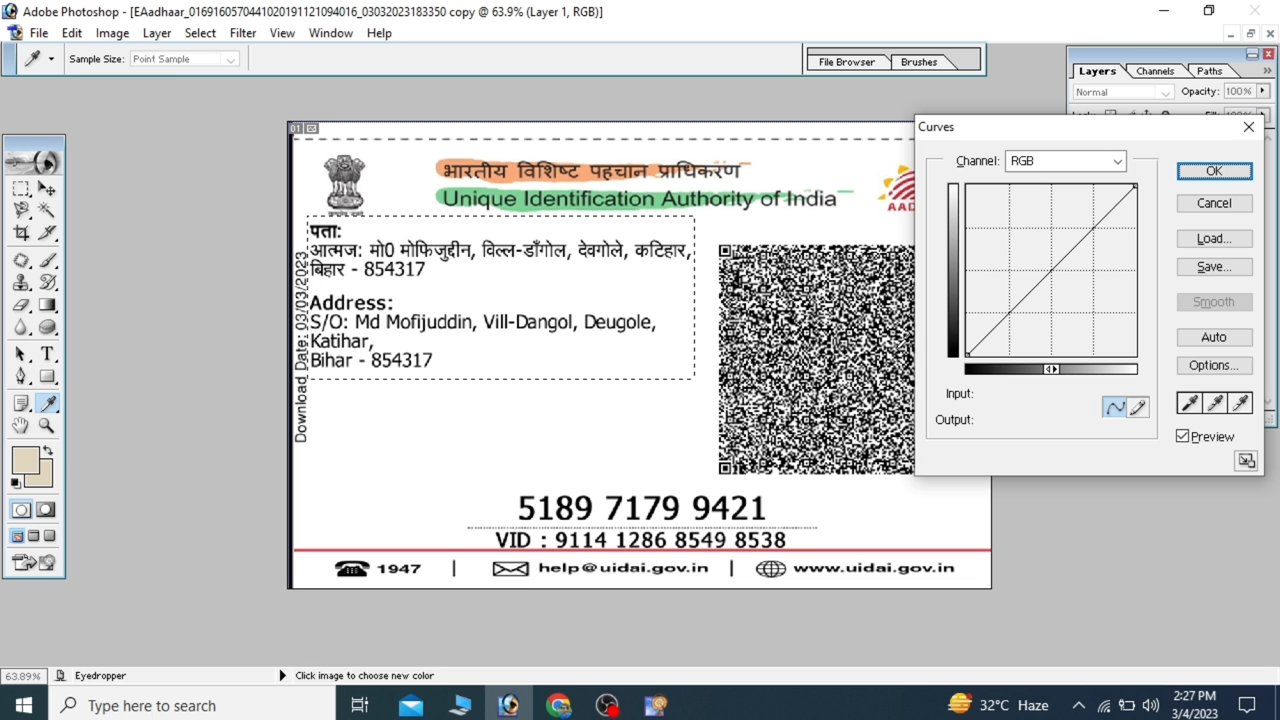 Adobe Photoshop - [EAadhaar_0169160570441020191121094016_03032023183350 copy @ 63.9% (Layer 1, RGB)]
File Edit Image Layer Select Filter View Window Help
Sample Size: Point Sample
File Browser Brushes
Layers Channels Paths
Normal Opacity: 100%
Curves
Channel: RGB
OK
Cancel
Load...
Save...
Smooth
Auto
Options...
Input:
Output:
Preview
भारतीय विशिष्ट पहचान प्राधिकरण
Unique Identification Authority of India
AAD
पता:
आत्मज: मो0 मोफिजुद्दीन, विल्ल-डाँगोल, देवगोले, कटिहार,
बिहार - 854317
Address:
S/O: Md Mofijuddin, Vill-Dangol, Deugole,
Katihar,
Bihar - 854317
Download Date: 03/03/2023
5189 7179 9421
VID : 9114 1286 8549 8538
1947 | help@uidai.gov.in | www.uidai.gov.in
63.89% Eyedropper Click image to choose new color
Type here to search
32°C Haze
2:27 PM
3/4/2023